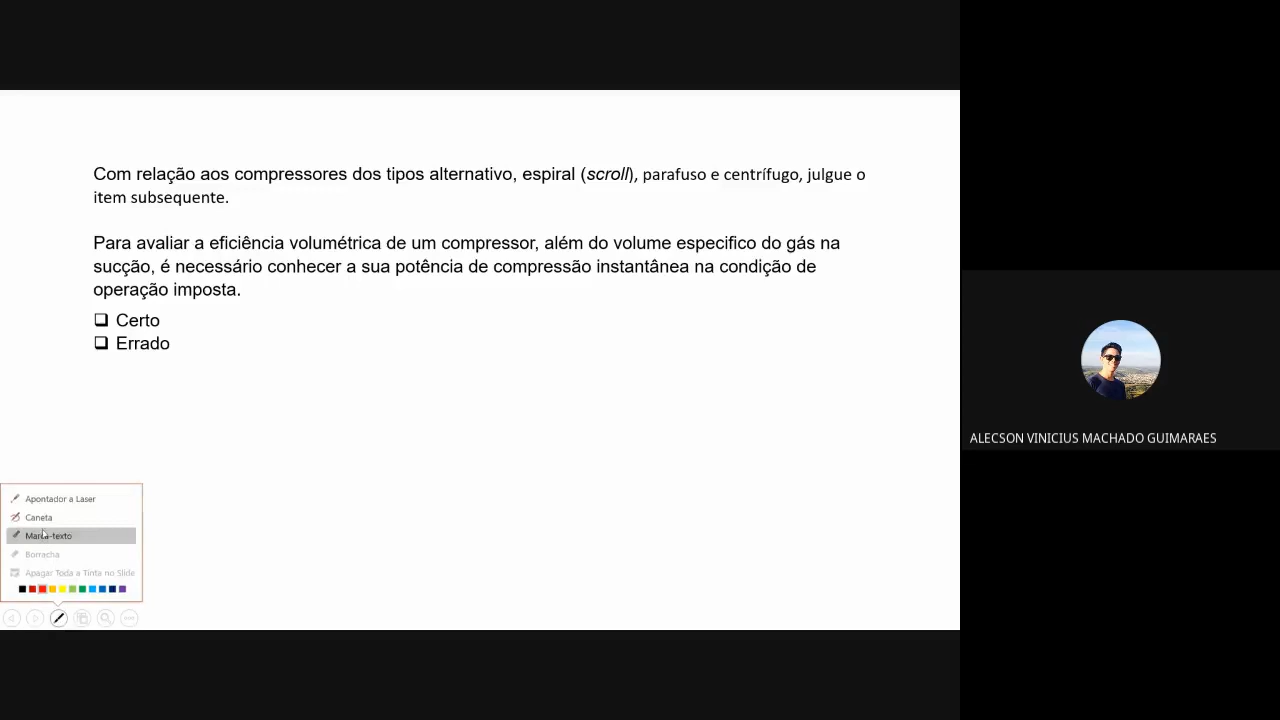 Com relação aos compressores dos tipos alternativo, espiral (scroll), parafuso e centrífugo, julgue o
item subsequente.
Para avaliar a eficiência volumétrica de um compressor, além do volume especifico do gás na
sucção, é necessário conhecer a sua potência de compressão instantânea na condição de
operação imposta.
Certo
Errado
ALECSON VINICIUS MACHADO GUIMARAES
Apontador a Laser
Caneta
Marca-texto
Borracha
Apagar Toda a Tinta no Slide